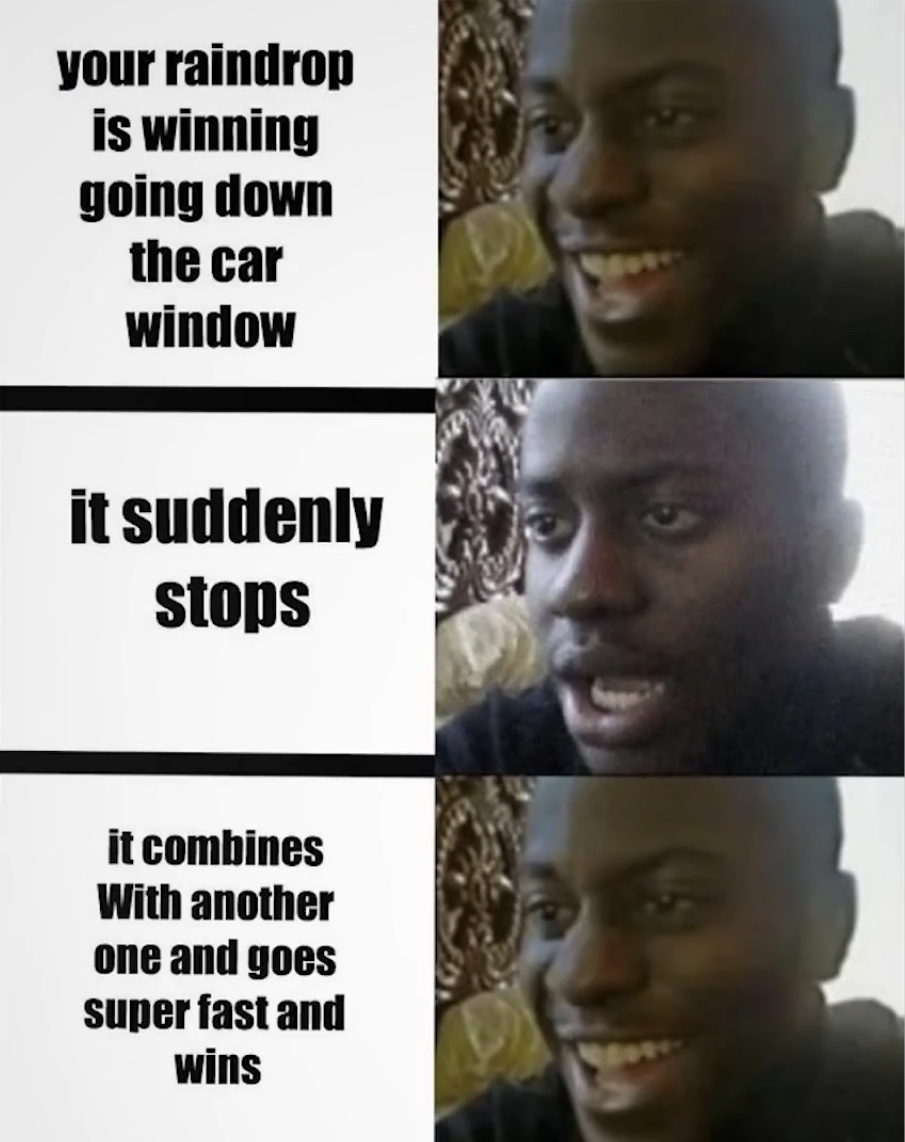 your raindrop
is winning
going down
the car
window
it suddenly
stops
it combines
With another
one and goes
super fast and
wins